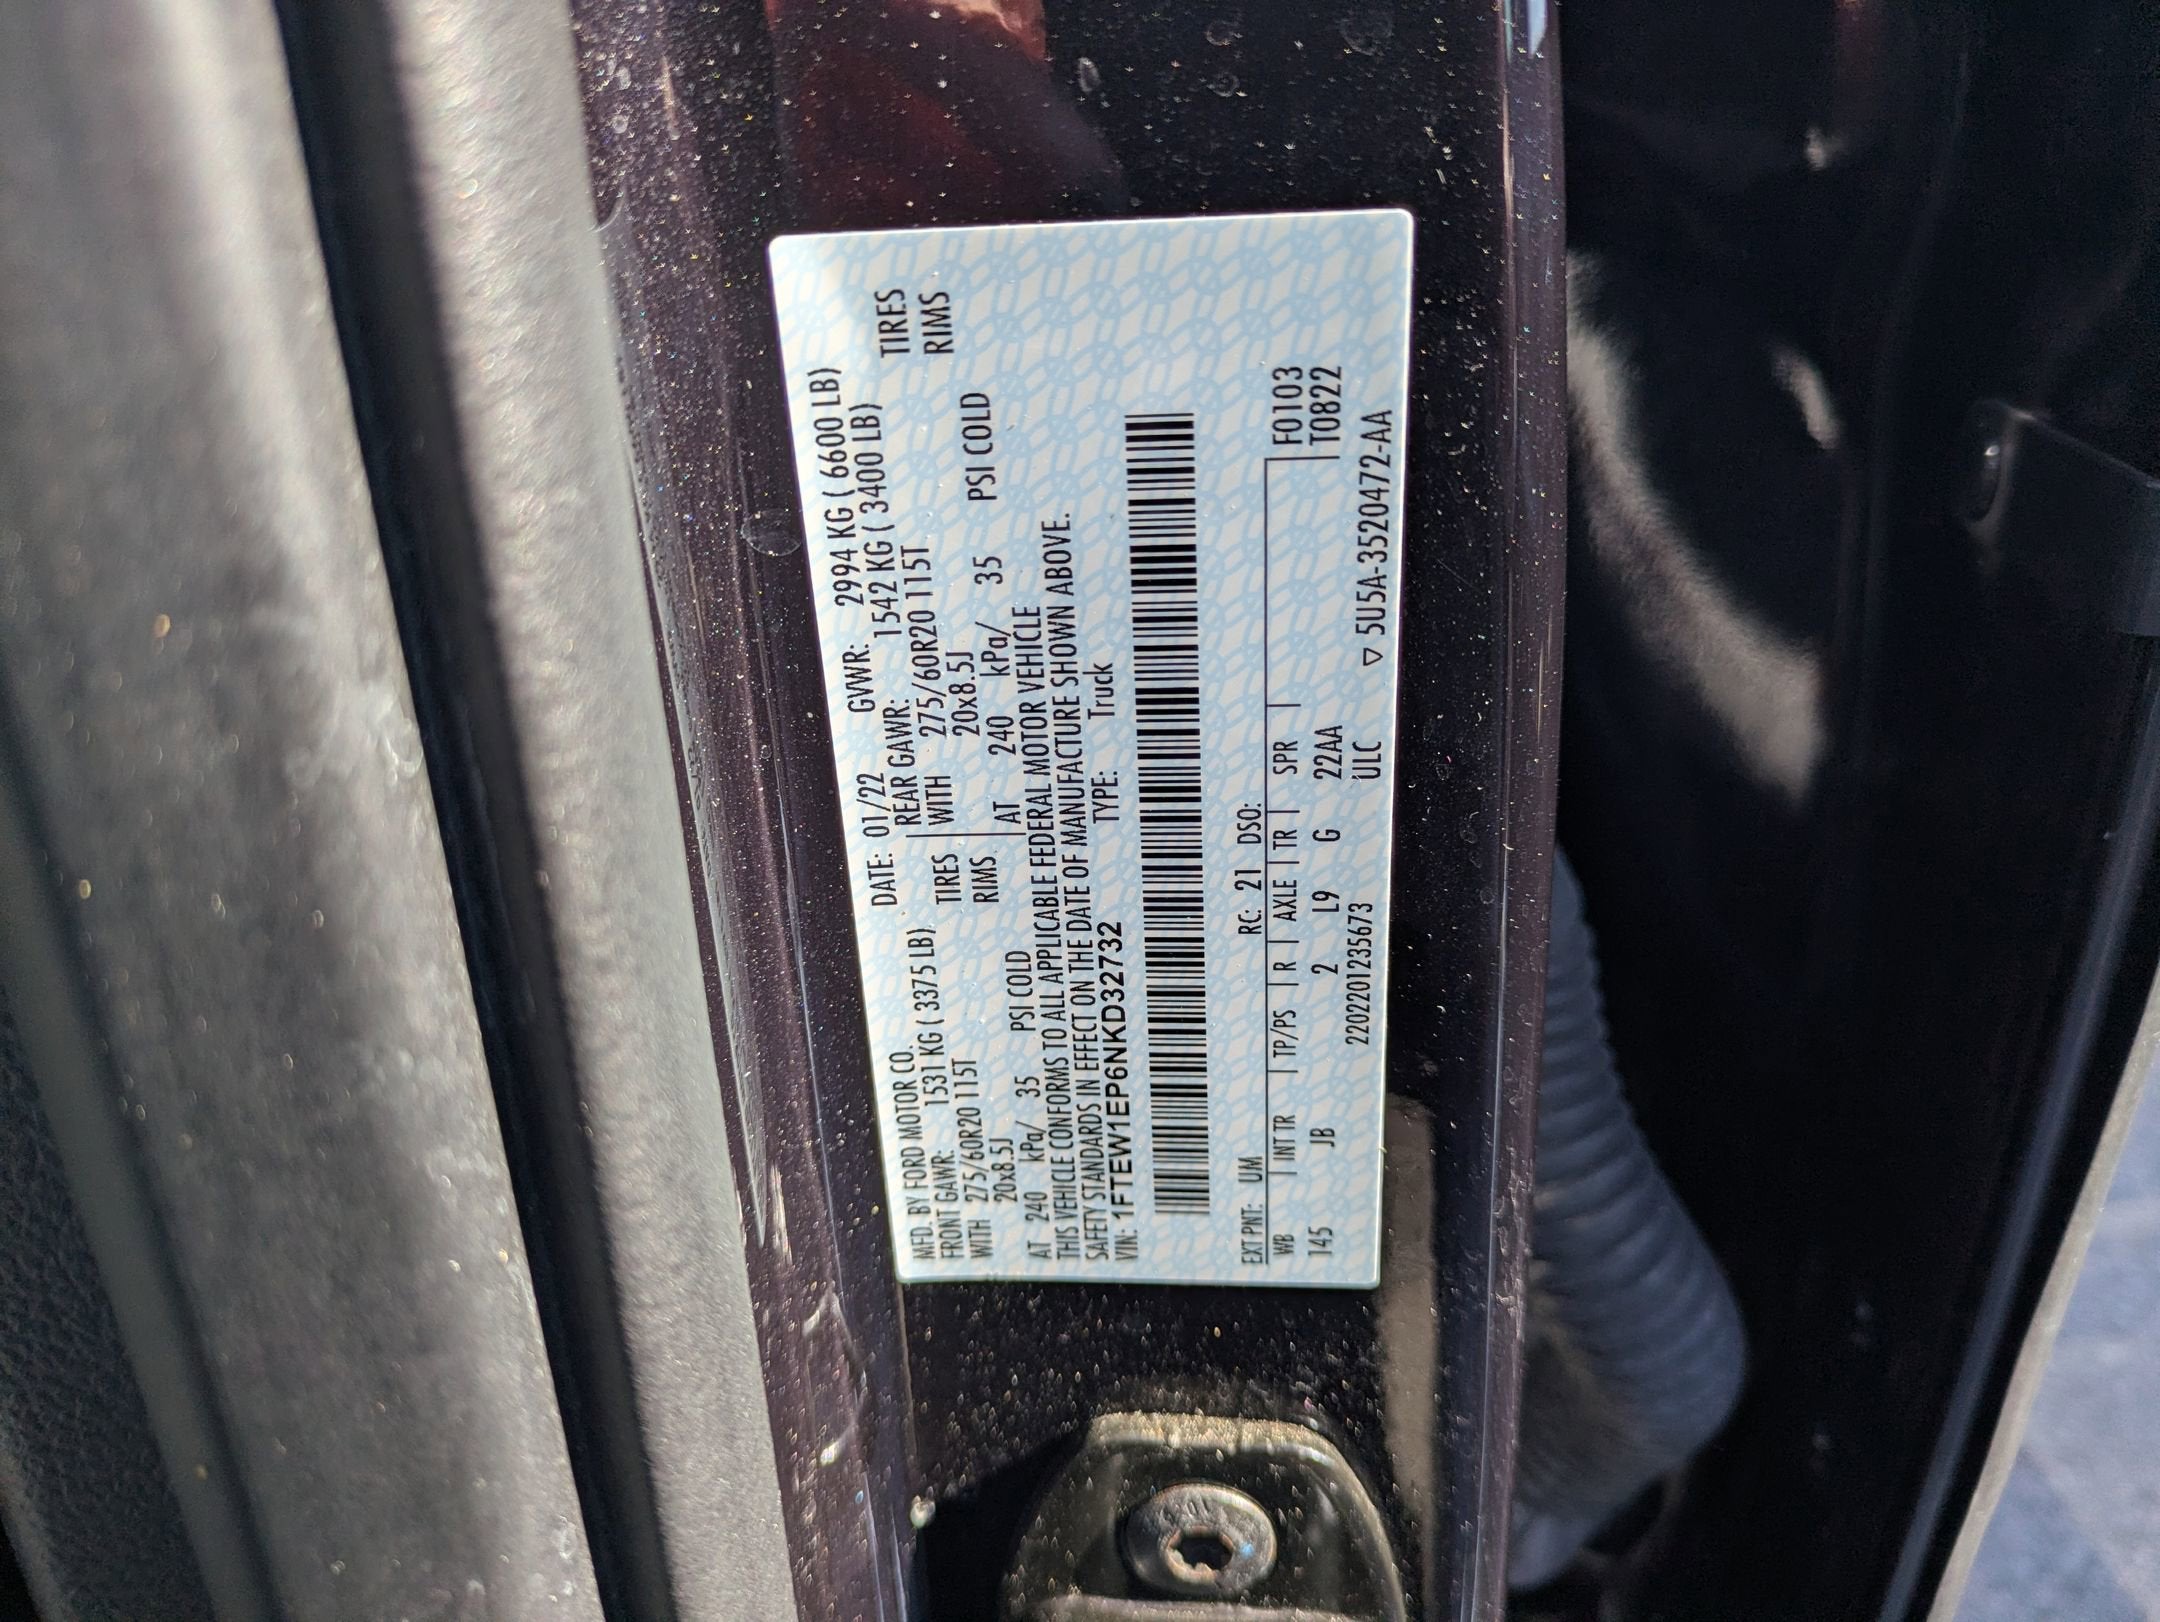 MFD. BY FORD MOTOR CO. DATE: 01/22 GVWR: 2994 KG ( 6600 LB)
FRONT GAWR: 1531 KG ( 3375 LB) REAR GAWR: 1542 KG ( 3400 LB)
WITH 275/60R20 115T TIRES WITH 275/60R20 115T TIRES
20x8.5J RIMS 20x8.5J RIMS
AT 240 kPa/ 35 PSI COLD AT 240 kPa/ 35 PSI COLD
THIS VEHICLE CONFORMS TO ALL APPLICABLE FEDERAL MOTOR VEHICLE
SAFETY STANDARDS IN EFFECT ON THE DATE OF MANUFACTURE SHOWN ABOVE.
VIN: 1FTEW1EP6NKD32732 TYPE: Truck
EXT PNT: UM RC: 21 DSO:
WB INT TR TP/PS R AXLE TR SPR F0103
145 JB 2 L9 G 22AA T0822
2202201235673 ULC ▽ 5U5A-3520472-AA